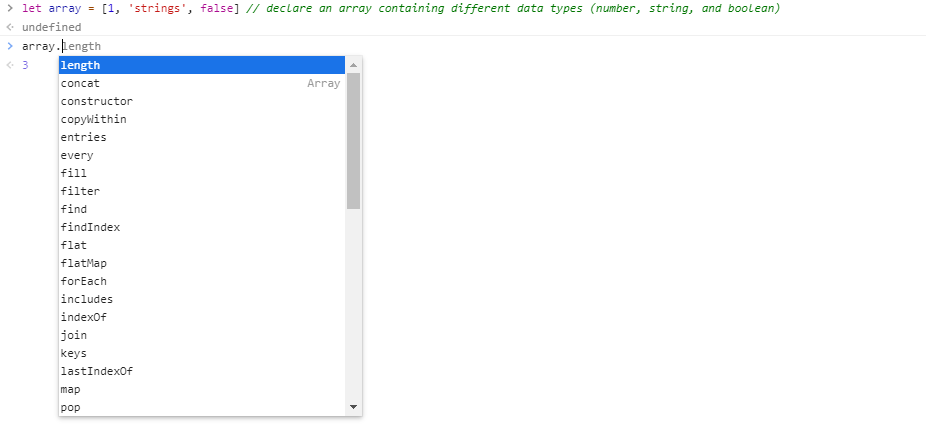 > let array = [1, 'strings', false] // declare an array containing different data types (number, string, and boolean)
< undefined
> array.length
< 3
length
concat Array
constructor
copyWithin
entries
every
fill
filter
find
findIndex
flat
flatMap
forEach
includes
indexOf
join
keys
lastIndexOf
map
pop